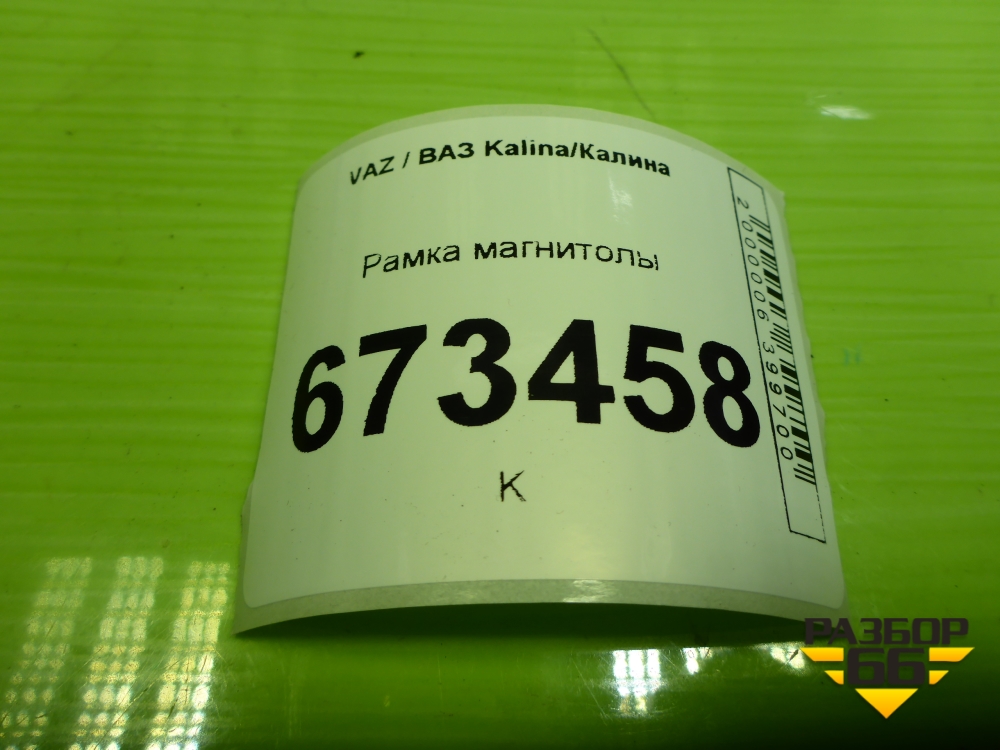 VAZ / ВАЗ Kalina/Калина
Рамка магнитолы
673458
К
2000006399700
РАЗБОР
66